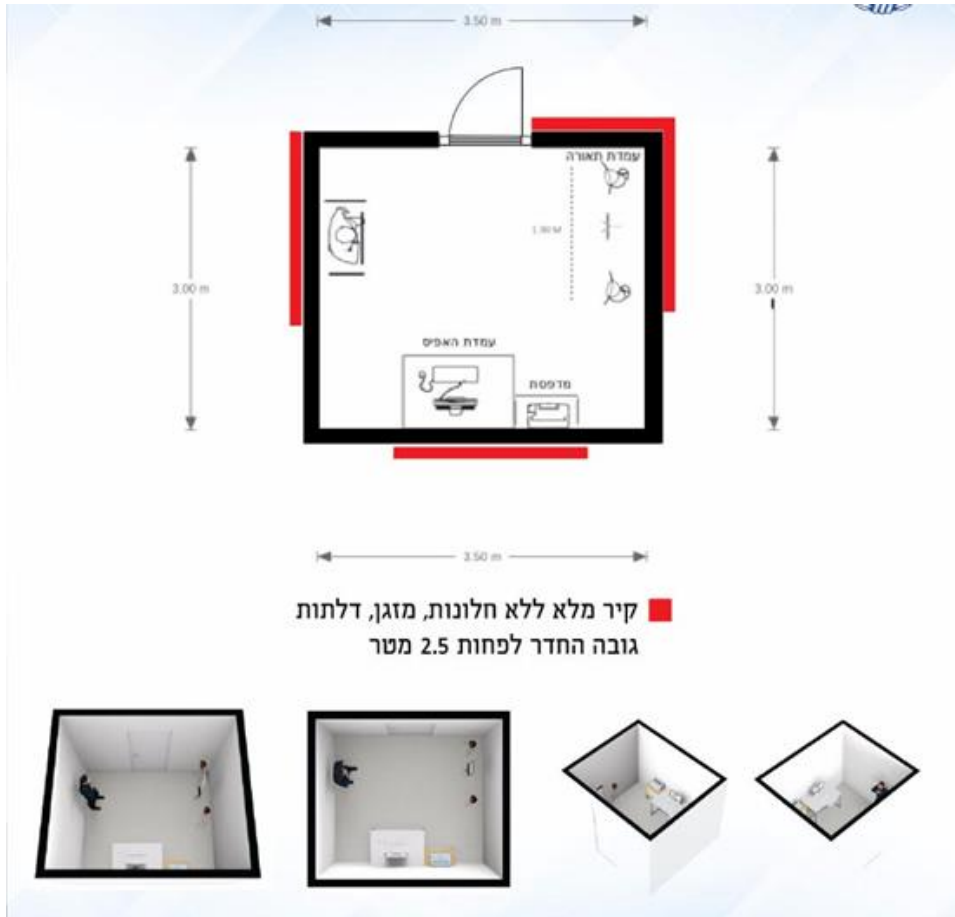 3.50 m
עמדת תאורה
1.80 M
3.00 m
3.00 m
עמדת האפיס
מדפסת
3.50 m
קיר מלא ללא חלונות, מזגן, דלתות
גובה החדר לפחות 2.5 מטר